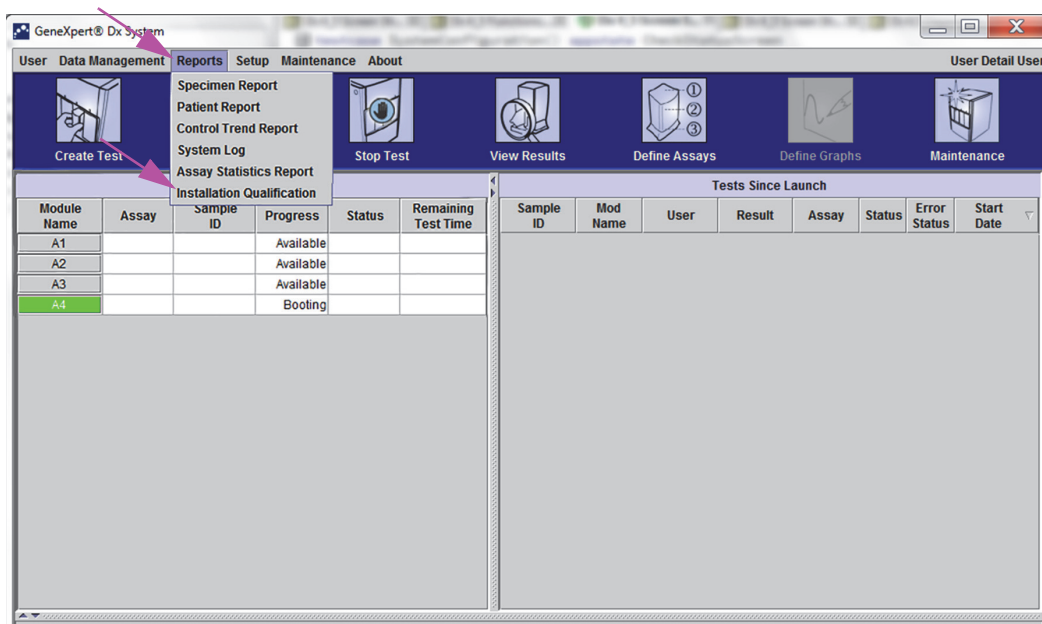 GeneXpert® Dx System
User Data Management Reports Setup Maintenance About User Detail User
Specimen Report
Patient Report
Control Trend Report
System Log
Assay Statistics Report
Installation Qualification
Create Test Stop Test View Results Define Assays Define Graphs Maintenance
Tests Since Launch
Module Name Assay Sample ID Progress Status Remaining Test Time
A1 Available
A2 Available
A3 Available
A4 Booting
Sample ID Mod Name User Result Assay Status Error Status Start Date